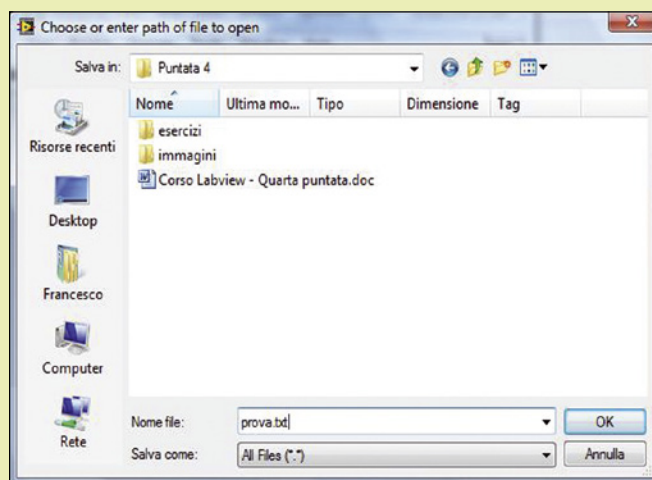 Choose or enter path of file to open
Salva in: Puntata 4
Nome Ultima mo... Tipo Dimensione Tag
esercizi
immagini
Corso Labview - Quarta puntata.doc
Risorse recenti
Desktop
Francesco
Computer
Rete
Nome file: prova.txt OK
Salva come: All Files (*.*) Annulla